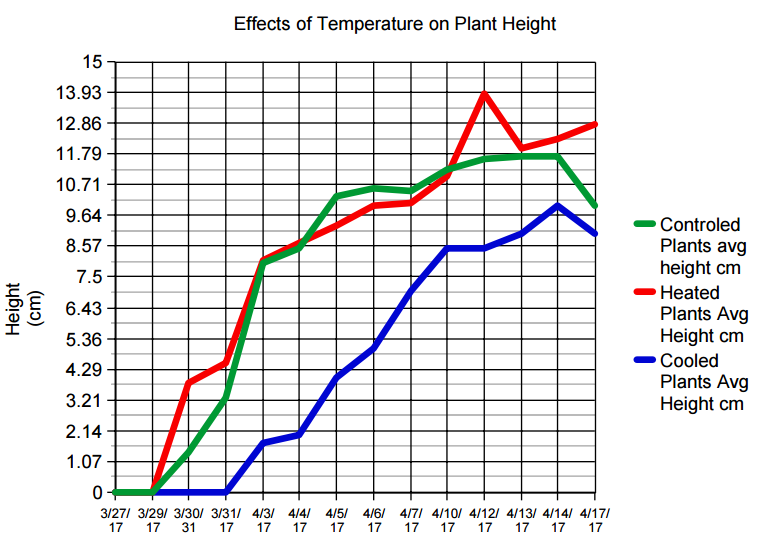 Effects of Temperature on Plant Height
15
13.93
12.86
11.79
10.71
9.64
8.57
7.5
6.43
5.36
4.29
3.21
2.14
1.07
0
Height
(cm)
3/27/ 3/29/ 3/30/ 3/31/ 4/3/ 4/4/ 4/5/ 4/6/ 4/7/ 4/10/ 4/12/ 4/13/ 4/14/ 4/17/
17 17 31 17 17 17 17 17 17 17 17 17 17 17
Controled
Plants avg
height cm
Heated
Plants Avg
Height cm
Cooled
Plants Avg
Height cm